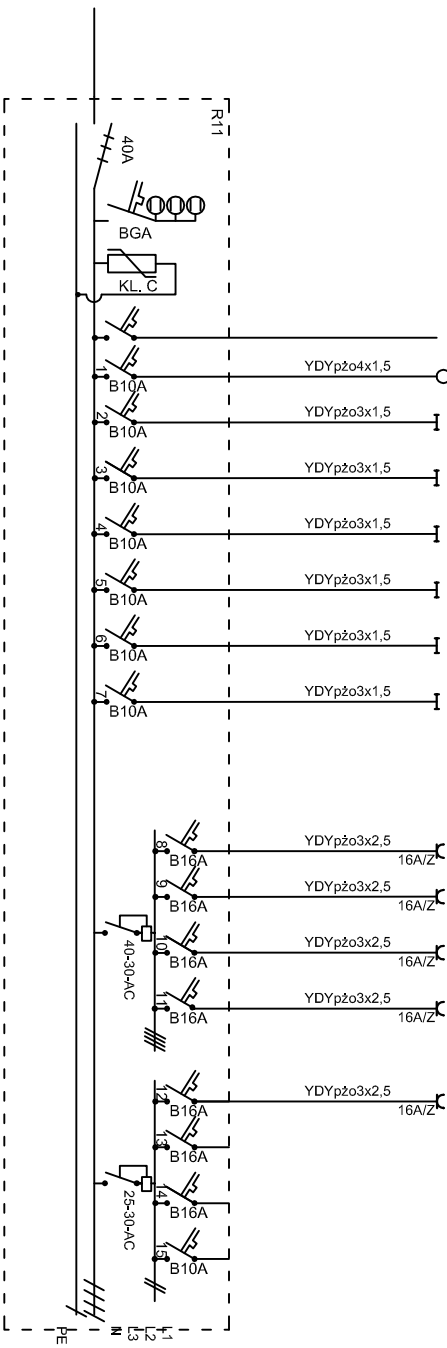 R11
40A
BGA
KL. C
YDYpżo4x1,5
1
B10A
YDYpżo3x1,5
2
B10A
YDYpżo3x1,5
3
B10A
YDYpżo3x1,5
4
B10A
YDYpżo3x1,5
5
B10A
YDYpżo3x1,5
6
B10A
YDYpżo3x1,5
7
B10A
YDYpżo3x2,5
8
B16A
16A/Z
YDYpżo3x2,5
9
B16A
16A/Z
40-30-AC
YDYpżo3x2,5
10
B16A
16A/Z
YDYpżo3x2,5
11
B16A
16A/Z
YDYpżo3x2,5
12
B16A
16A/Z
13
B16A
25-30-AC
14
B16A
15
B10A
L1
L2
L3
N
PE